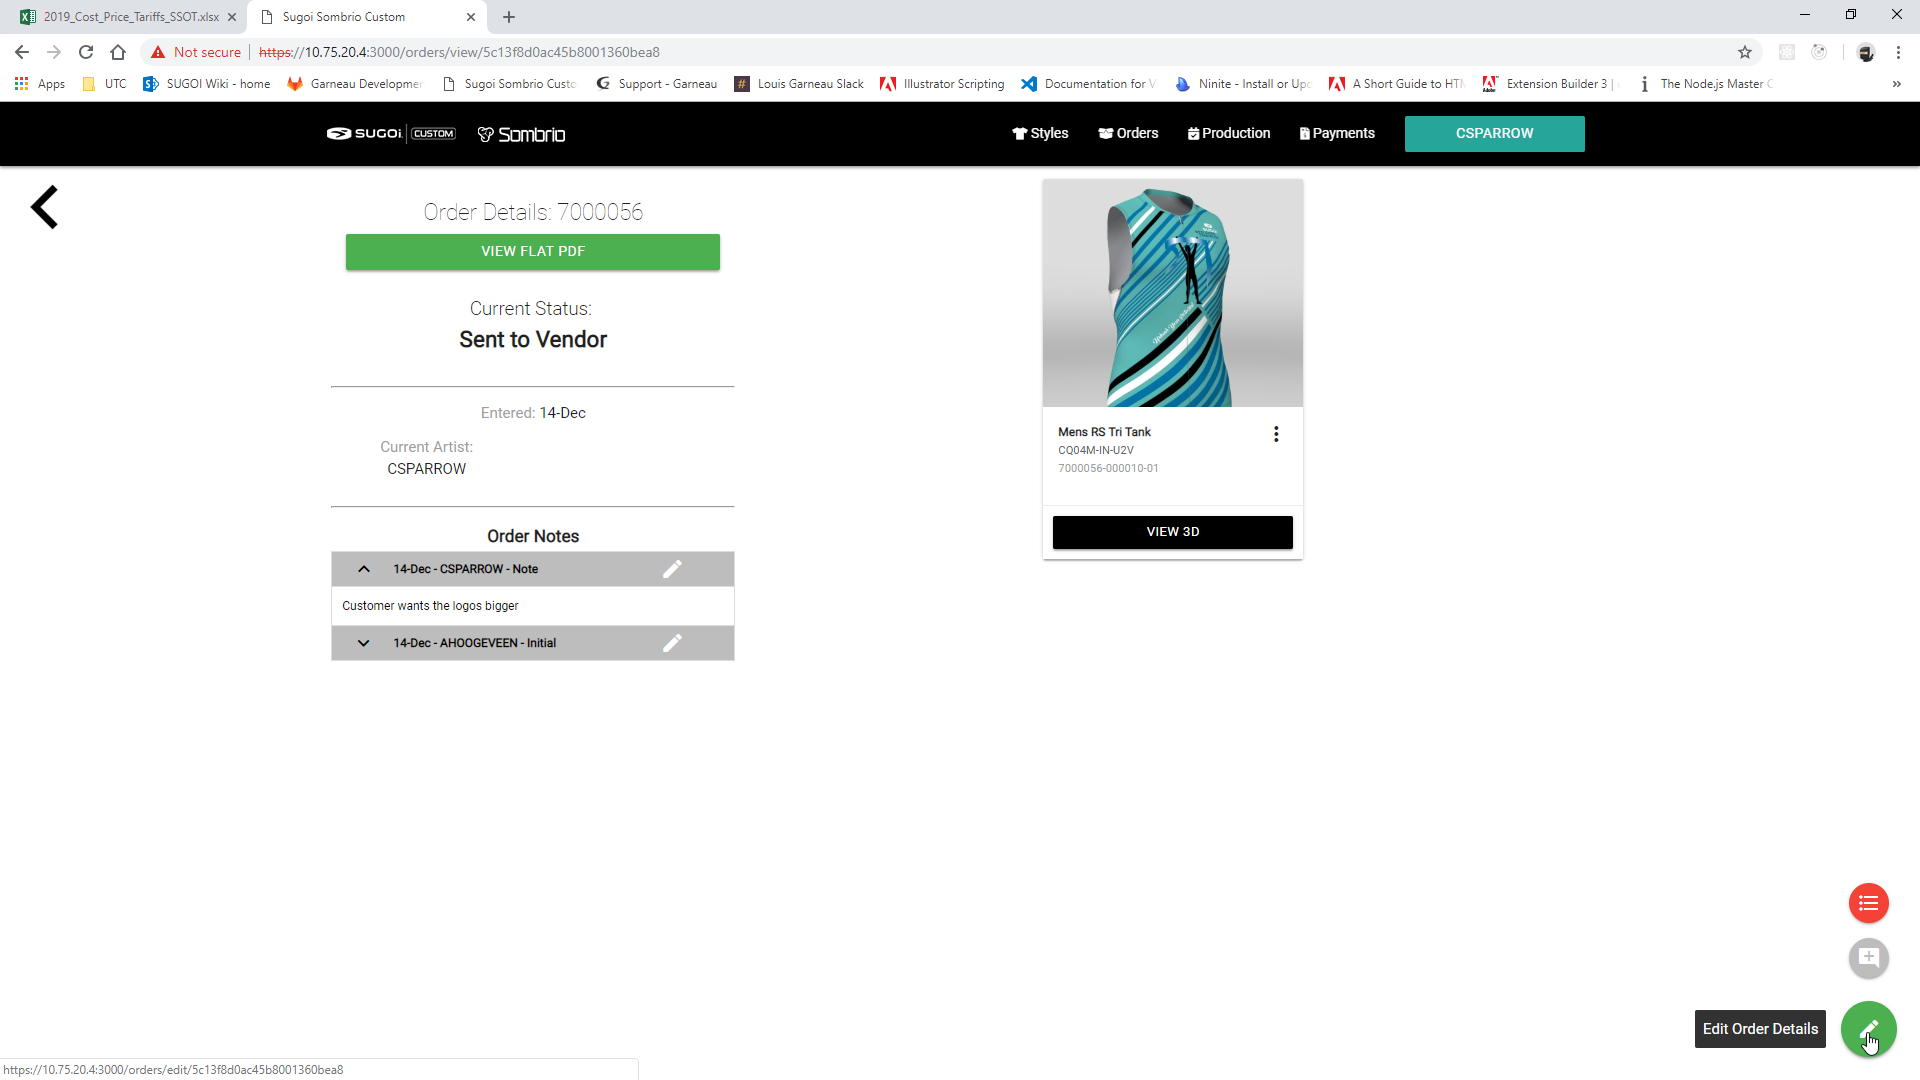 2019_Cost_Price_Tariffs_SSOT.xlsx
Sugoi Sombrio Custom
Not secure
https://10.75.20.4:3000/orders/view/5c13f8d0ac45b8001360bea8
Apps
UTC
SUGOI Wiki - home
Garneau Developmer
Sugoi Sombrio Custo
Support - Garneau
Louis Garneau Slack
Illustrator Scripting
Documentation for V
Ninite - Install or Upd
A Short Guide to HTM
Extension Builder 3 |
The Node.js Master C
SUGOI CUSTOM
Sombrio
Styles
Orders
Production
Payments
CSPARROW
Order Details: 7000056
VIEW FLAT PDF
Current Status:
Sent to Vendor
Entered: 14-Dec
Current Artist:
CSPARROW
Order Notes
14-Dec - CSPARROW - Note
Customer wants the logos bigger
14-Dec - AHOOGEVEEN - Initial
SUGOI
Mens RS Tri Tank
CQ04M-IN-U2V
7000056-000010-01
VIEW 3D
Edit Order Details
https://10.75.20.4:3000/orders/edit/5c13f8d0ac45b8001360bea8